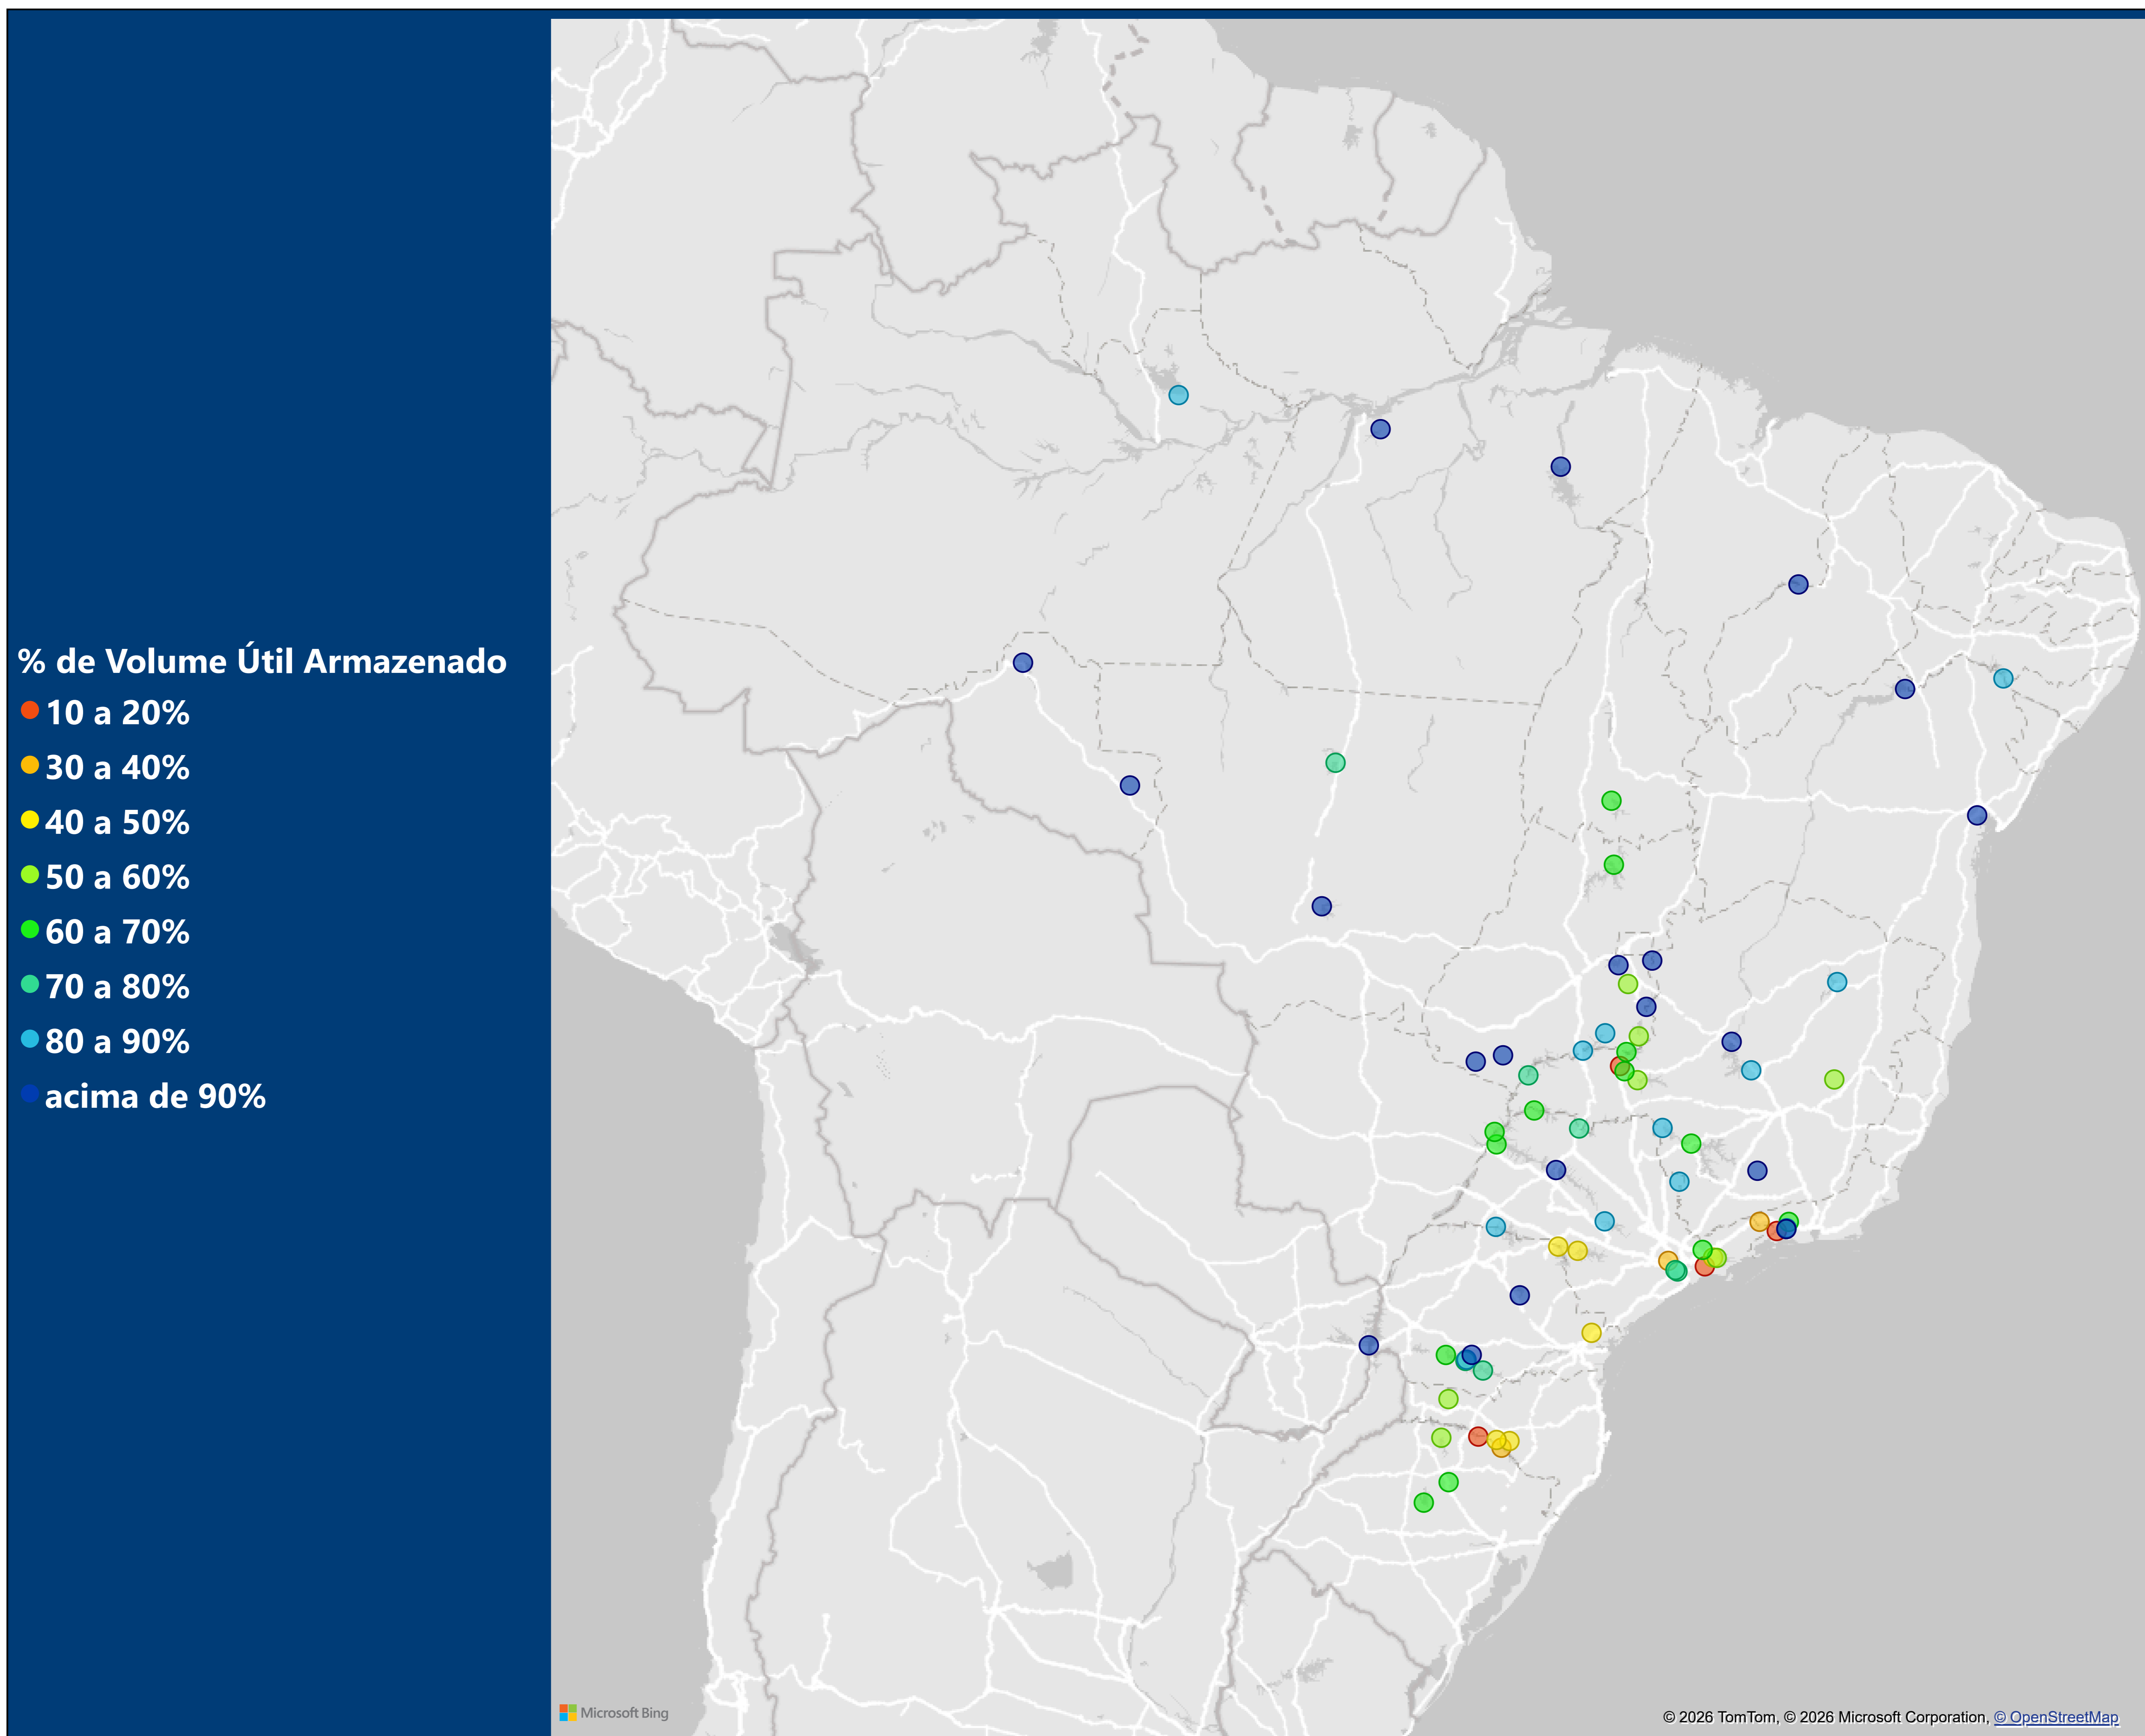 % de Volume Útil Armazenado
10 a 20%
30 a 40%
40 a 50%
50 a 60%
60 a 70%
70 a 80%
80 a 90%
acima de 90%
Microsoft Bing
© 2026 TomTom, © 2026 Microsoft Corporation, © OpenStreetMap